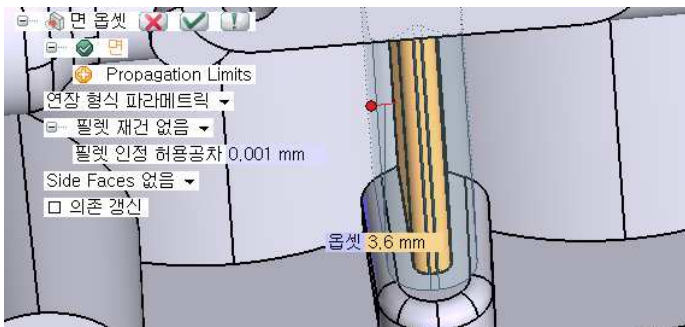 면 옵셋
면
Propagation Limits
연장 형식 파라메트릭
필렛 재건 없음
필렛 인정 허용공차 0,001 mm
Side Faces 없음
의존 갱신
옵셋 3,6 mm